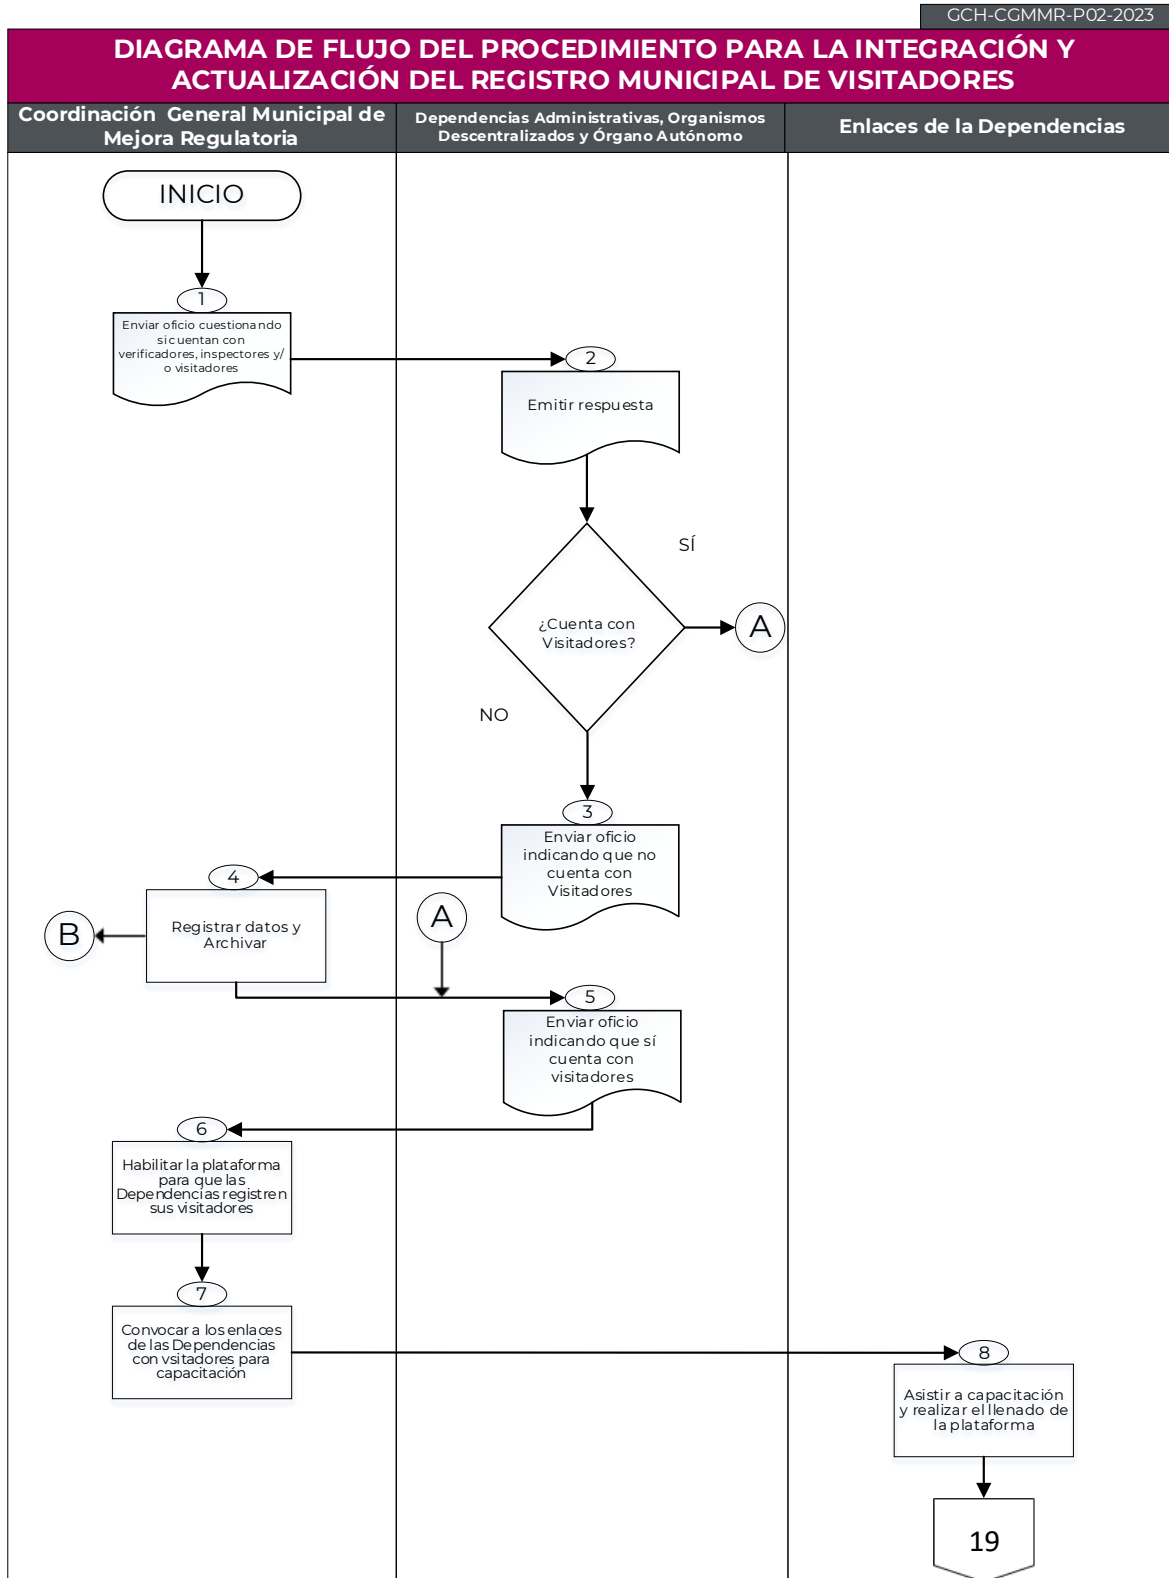 GCH-CGMMR-P02-2023
DIAGRAMA DE FLUJO DEL PROCEDIMIENTO PARA LA INTEGRACIÓN Y
ACTUALIZACIÓN DEL REGISTRO MUNICIPAL DE VISITADORES
Coordinación General Municipal de
Mejora Regulatoria
Dependencias Administrativas, Organismos
Descentralizados y Órgano Autónomo
Enlaces de la Dependencias
INICIO
1
Enviar oficio cuestionando
si cuentan con
verificadores, inspectores y/
o visitadores
2
Emitir respuesta
SÍ
¿Cuenta con
Visitadores?
A
NO
3
Enviar oficio
indicando que no
cuenta con
Visitadores
4
Registrar datos y
Archivar
B
A
5
Enviar oficio
indicando que sí
cuenta con
visitadores
6
Habilitar la plataforma
para que las
Dependencias registren
sus visitadores
7
Convocar a los enlaces
de las Dependencias
con vsitadores para
capacitación
8
Asistir a capacitación
y realizar el llenado de
la plataforma
19